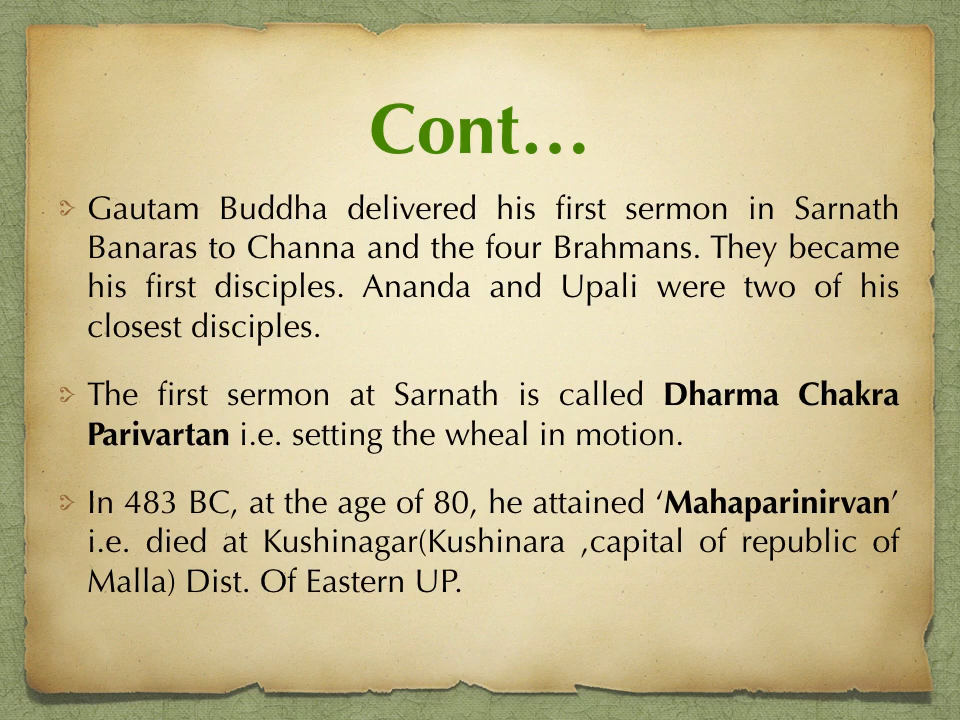 Cont…
Gautam Buddha delivered his first sermon in Sarnath
Banaras to Channa and the four Brahmans. They became
his first disciples. Ananda and Upali were two of his
closest disciples.
The first sermon at Sarnath is called Dharma Chakra
Parivartan i.e. setting the wheal in motion.
In 483 BC, at the age of 80, he attained ‘Mahaparinirvan’
i.e. died at Kushinagar(Kushinara ,capital of republic of
Malla) Dist. Of Eastern UP.